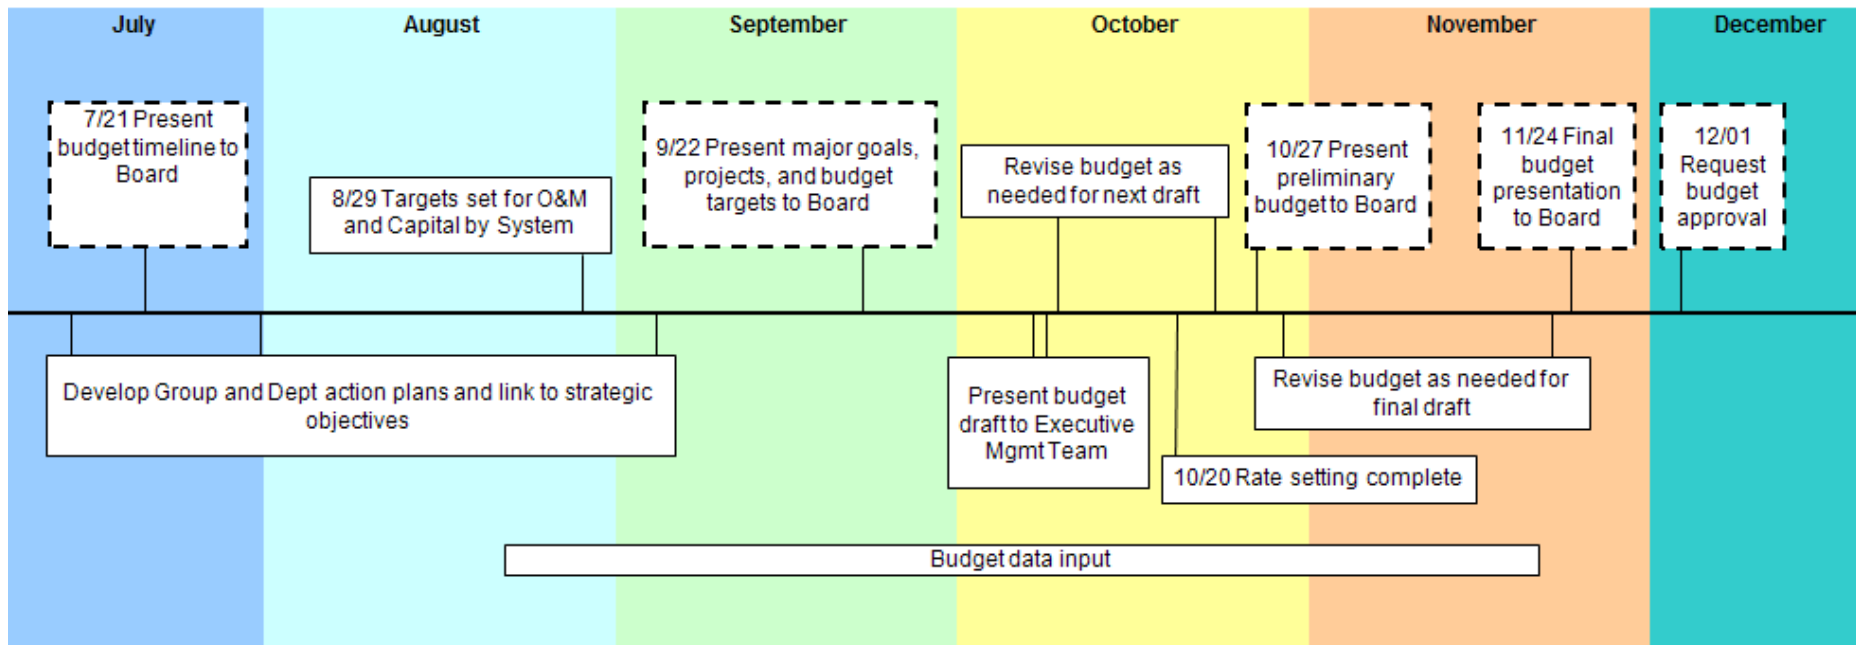 July
August
September
October
November
December
7/21 Present
budget timeline to
Board
8/29 Targets set for O&M
and Capital by System
9/22 Present major goals,
projects, and budget
targets to Board
Revise budget as
needed for next draft
10/27 Present
preliminary
budget to Board
11/24 Final
budget
presentation
to Board
12/01
Request
budget
approval
Develop Group and Dept action plans and link to strategic
objectives
Present budget
draft to Executive
Mgmt Team
Revise budget as needed for
final draft
10/20 Rate setting complete
Budget data input